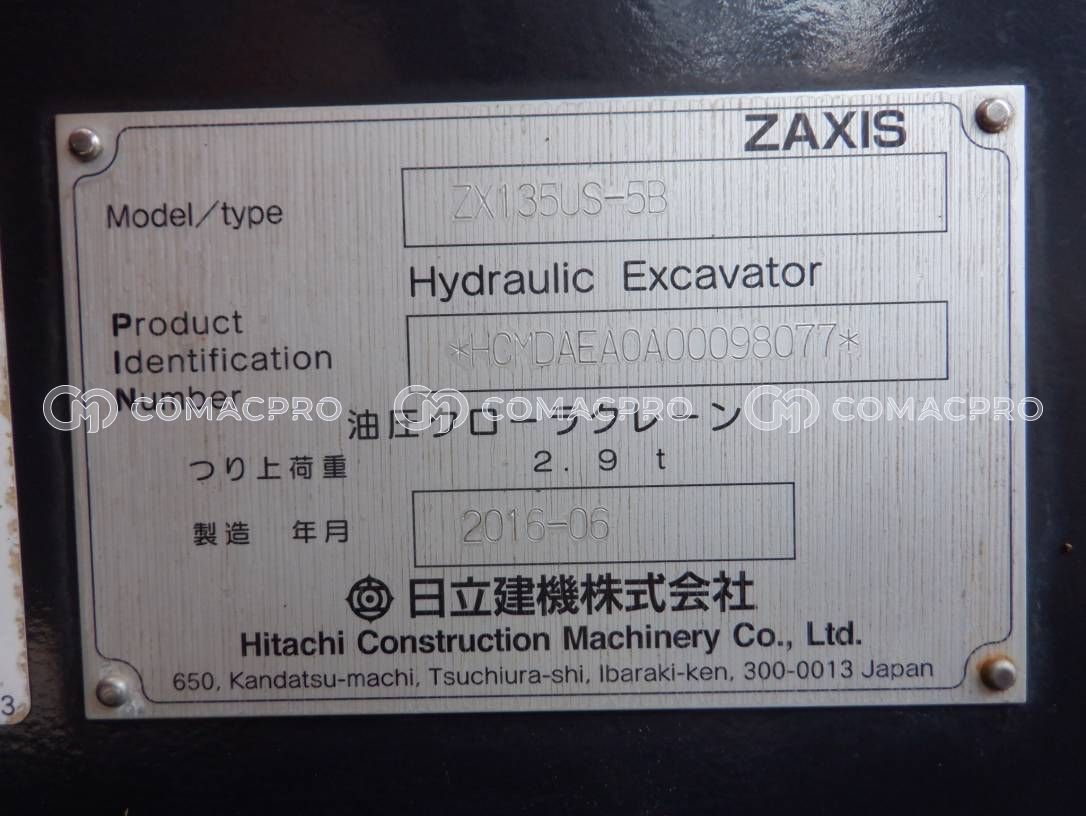 ZAXIS
Model/type ZX135US-5B
Hydraulic Excavator
Product
Identification *HCMDAEA0A00098077*
Number
COMACPRO COMACPRO COMACPRO
油圧クローラクレーン
つり上荷重 2.9 t
製造 年月 2016-06
日立建機株式会社
Hitachi Construction Machinery Co., Ltd.
650, Kandatsu-machi, Tsuchiura-shi, Ibaraki-ken, 300-0013 Japan
3